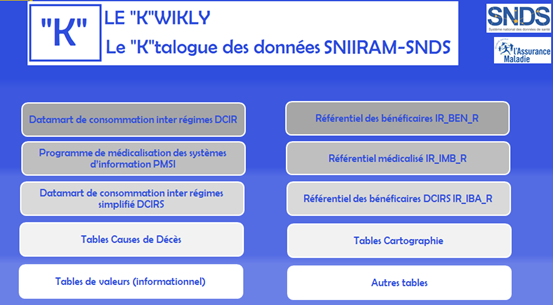 "K"
LE "K"WIKLY
Le "K"talogue des données SNIIRAM-SNDS
SNDS
Système national des données de santé
l'Assurance
Maladie
Datamart de consommation inter régimes DCIR
Référentiel des bénéficaires IR_BEN_R
Programme de médicalisation des systèmes
d'information PMSI
Référentiel médicalisé IR_IMB_R
Datamart de consommation inter régimes
simplifié DCIRS
Référentiel des bénéficaires DCIRS IR_IBA_R
Tables Causes de Décès
Tables Cartographie
Tables de valeurs (informationnel)
Autres tables